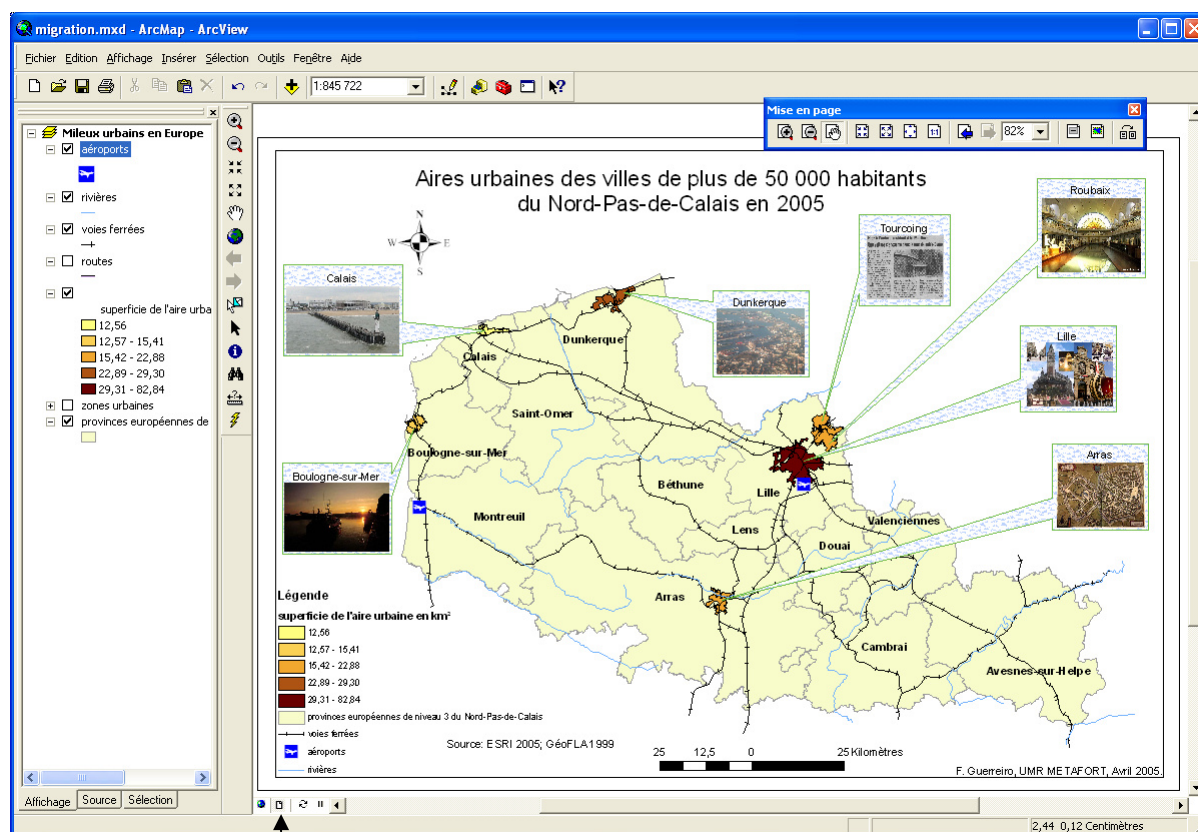 migration.mxd - ArcMap - ArcView
Fichier Edition Affichage Insérer Sélection Outils Fenêtre Aide
1:845 722
Mileux urbains en Europe
aéroports
rivières
voies ferrées
routes
superficie de l'aire urba
12,56
12,57 - 15,41
15,42 - 22,88
22,89 - 29,30
29,31 - 82,84
zones urbaines
provinces européennes de
Affichage Source Sélection
Mise en page
1:1
82%
Aires urbaines des villes de plus de 50 000 habitants
du Nord-Pas-de-Calais en 2005
N
W E
S
Roubaix
Tourcoing
Calais
Dunkerque
Lille
Arras
Boulogne-sur-Mer
Dunkerque
Calais
Saint-Omer
Boulogne-sur-Mer
Béthune
Lille
Montreuil
Lens
Valenciennes
Douai
Arras
Cambrai
Avesnes-sur-Helpe
Légende
superficie de l'aire urbaine en km²
12,56
12,57 - 15,41
15,42 - 22,88
22,89 - 29,30
29,31 - 82,84
provinces européennes de niveau 3 du Nord-Pas-de-Calais
voies ferrées
aéroports
rivières
Source: ESRI 2005; GéoFLA1999
25 12,5 0 25 Kilomètres
F. Guerreiro, UMR METAFORT, Avril 2005.
2,44 0,12 Centimètres